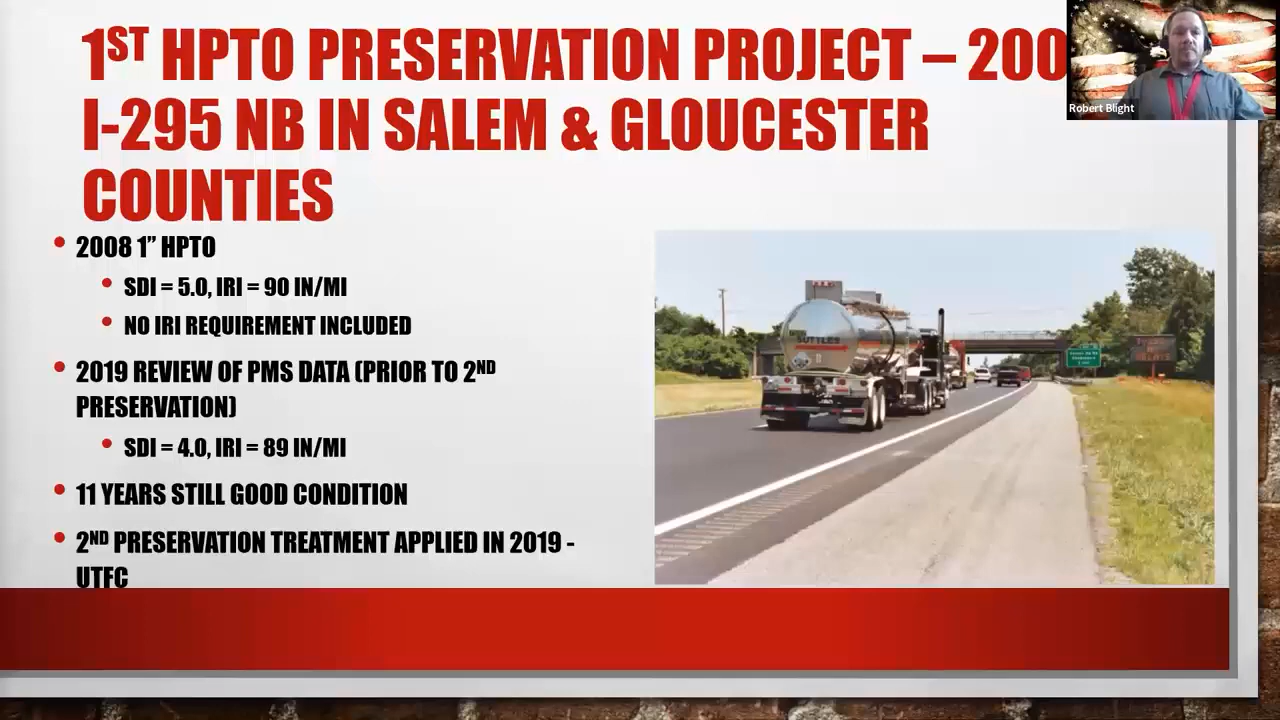 1ST HPTO PRESERVATION PROJECT – 200
I-295 NB IN SALEM & GLOUCESTER
COUNTIES
Robert Blight
• 2008 1” HPTO
• SDI = 5.0, IRI = 90 IN/MI
• NO IRI REQUIREMENT INCLUDED
• 2019 REVIEW OF PMS DATA (PRIOR TO 2ND
PRESERVATION)
• SDI = 4.0, IRI = 89 IN/MI
• 11 YEARS STILL GOOD CONDITION
• 2ND PRESERVATION TREATMENT APPLIED IN 2019 -
UTFC
SUTTLES